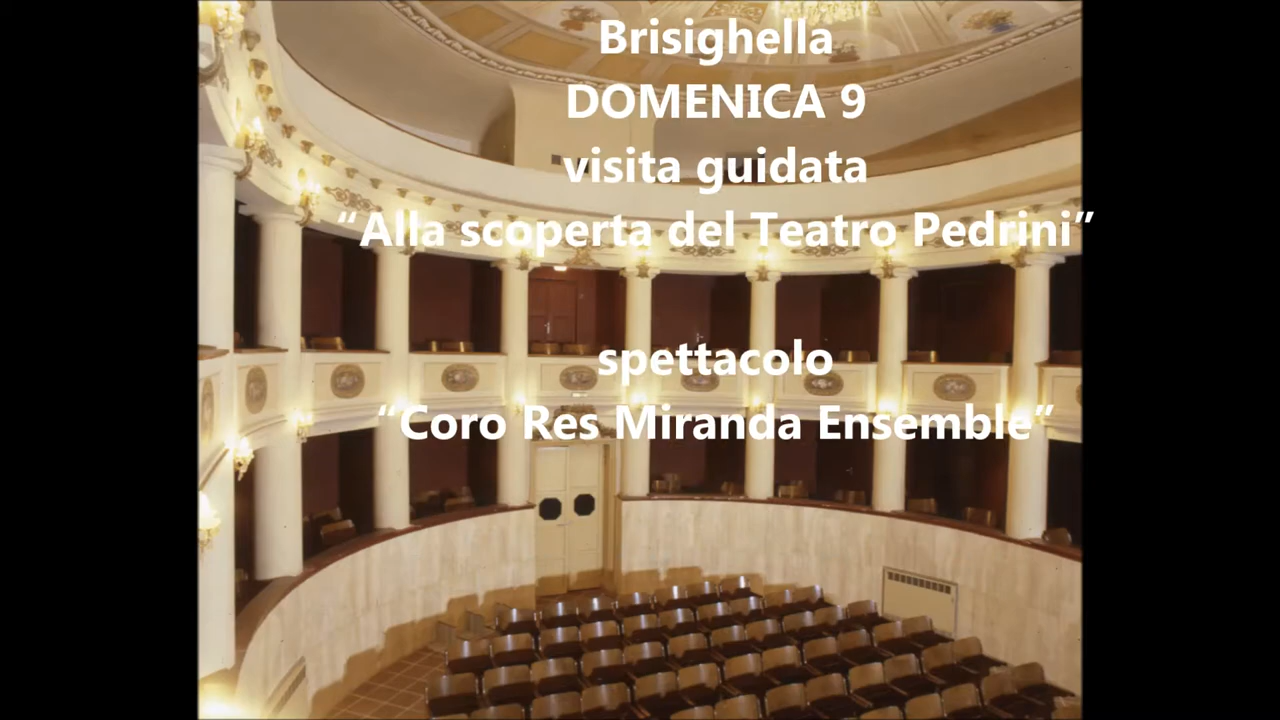 Brisighella
DOMENICA 9
visita guidata
“Alla scoperta del Teatro Pedrini”
spettacolo
“Coro Res Miranda Ensemble”